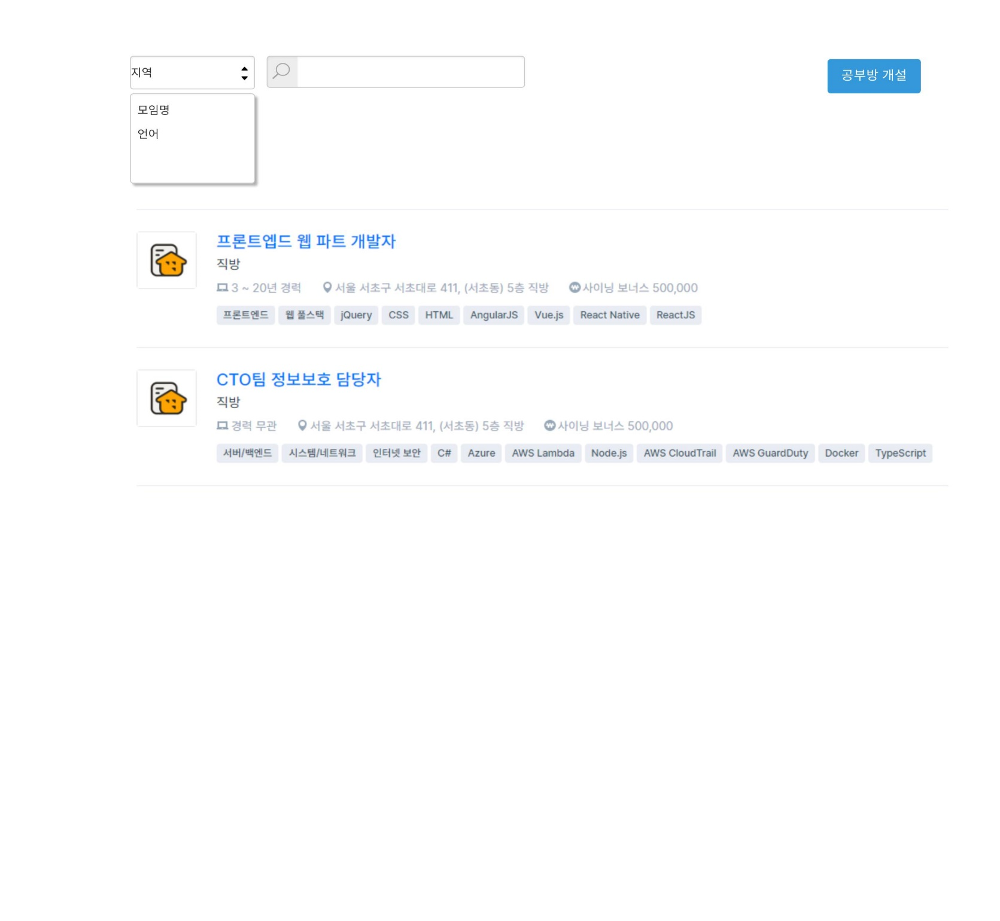 지역
공부방 개설
모임명
언어
프론트엡드 웹 파트 개발자
직방
3 ~ 20년 경력 서울 서초구 서초대로 411, (서초동) 5층 직방 사이닝 보너스 500,000
프론트엔드 웹 풀스택 jQuery CSS HTML AngularJS Vue.js React Native ReactJS
CTO팀 정보보호 담당자
직방
경력 무관 서울 서초구 서초대로 411, (서초동) 5층 직방 사이닝 보너스 500,000
서버/백엔드 시스템/네트워크 인터넷 보안 C# Azure AWS Lambda Node.js AWS CloudTrail AWS GuardDuty Docker TypeScript